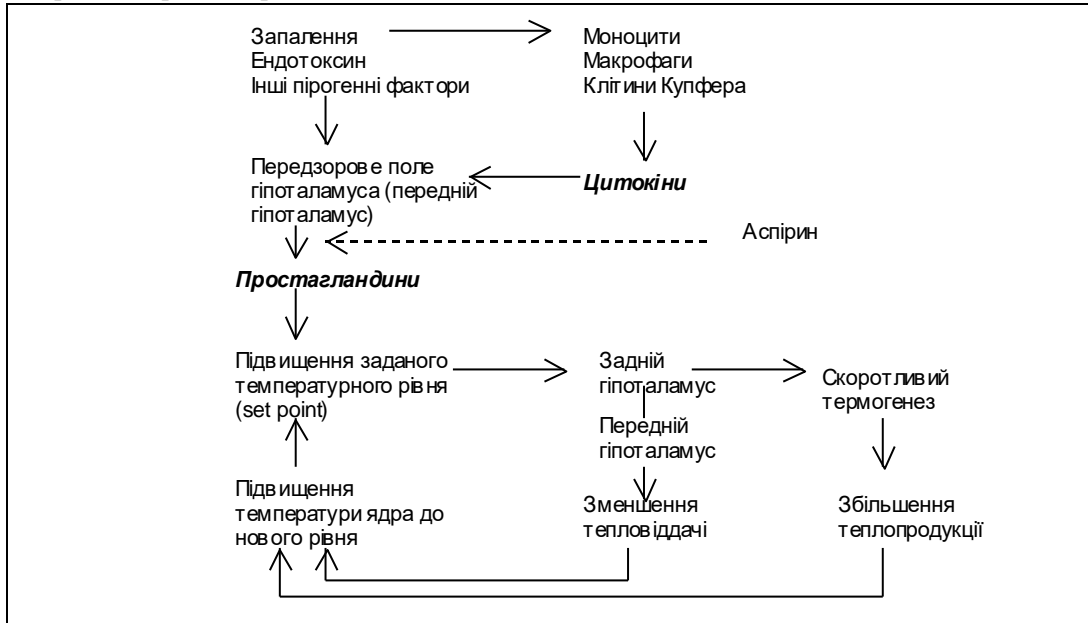 Запалення
Ендотоксин
Інші пірогенні фактори
Моноцити
Макрофаги
Клітини Купфера
Передзорове поле
гіпоталамуса (передній
гіпоталамус)
Цитокіни
Аспірин
Простагландини
Підвищення заданого
температурного рівня
(set point)
Задній
гіпоталамус
Передній
гіпоталамус
Скоротливий
термогенез
Підвищення
температури ядра до
нового рівня
Зменшення
тепловіддачі
Збільшення
теплопродукції